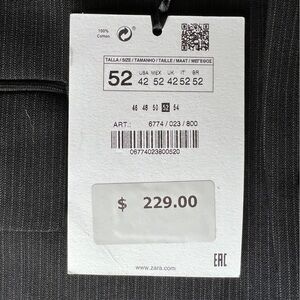 100%
Cotton
TALLA / SIZE / TAMANHO / TAILLE / MAAT / МЕГЕӨОЕ
52
USA MEX UK IT BR
42 52 42 52 52
46 48 50 52 54
ART.: 6774 / 023 / 800
06774023800520
$ 229.00
www.zara.com
EAC